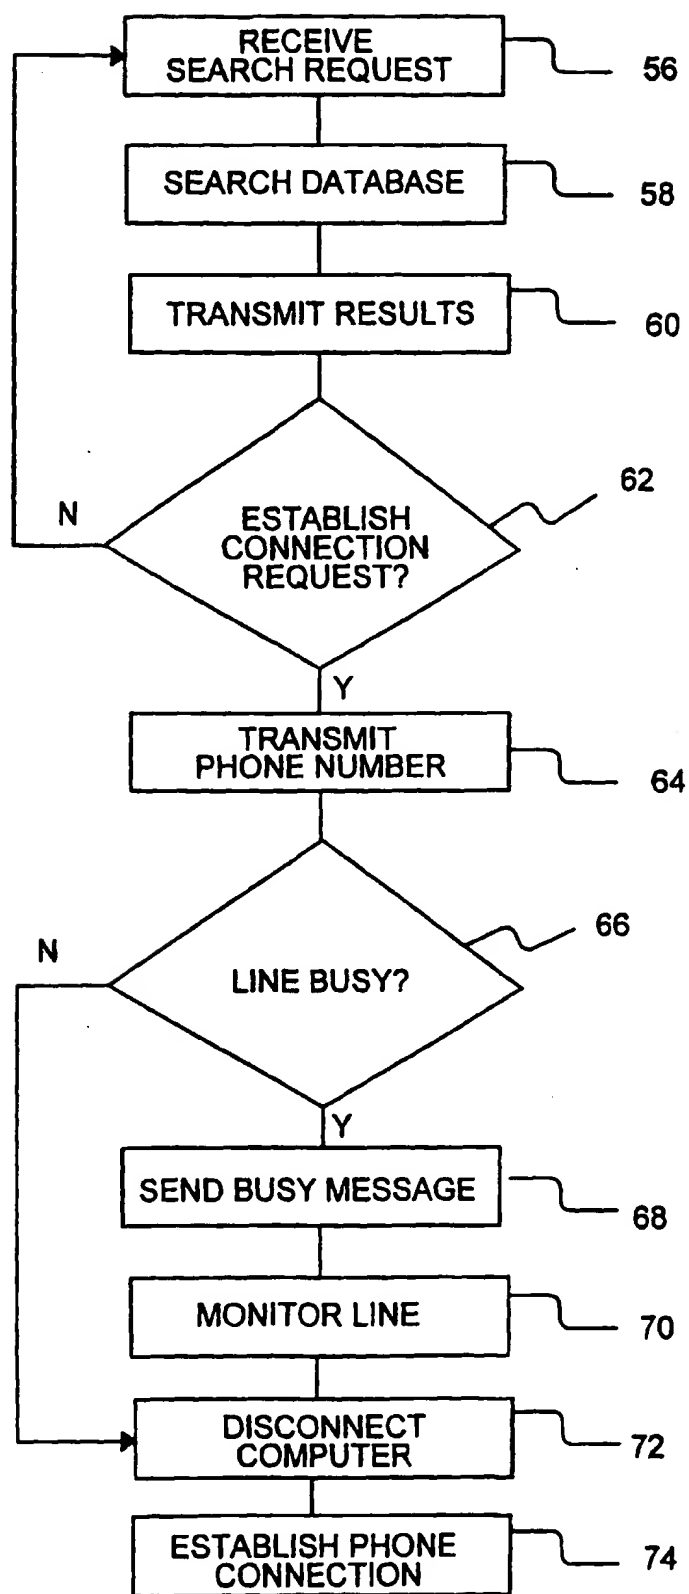 RECEIVE
SEARCH REQUEST
56
SEARCH DATABASE
58
TRANSMIT RESULTS
60
62
N
ESTABLISH
CONNECTION
REQUEST?
Y
TRANSMIT
PHONE NUMBER
64
66
N
LINE BUSY?
Y
SEND BUSY MESSAGE
68
MONITOR LINE
70
DISCONNECT
COMPUTER
72
ESTABLISH PHONE
CONNECTION
74